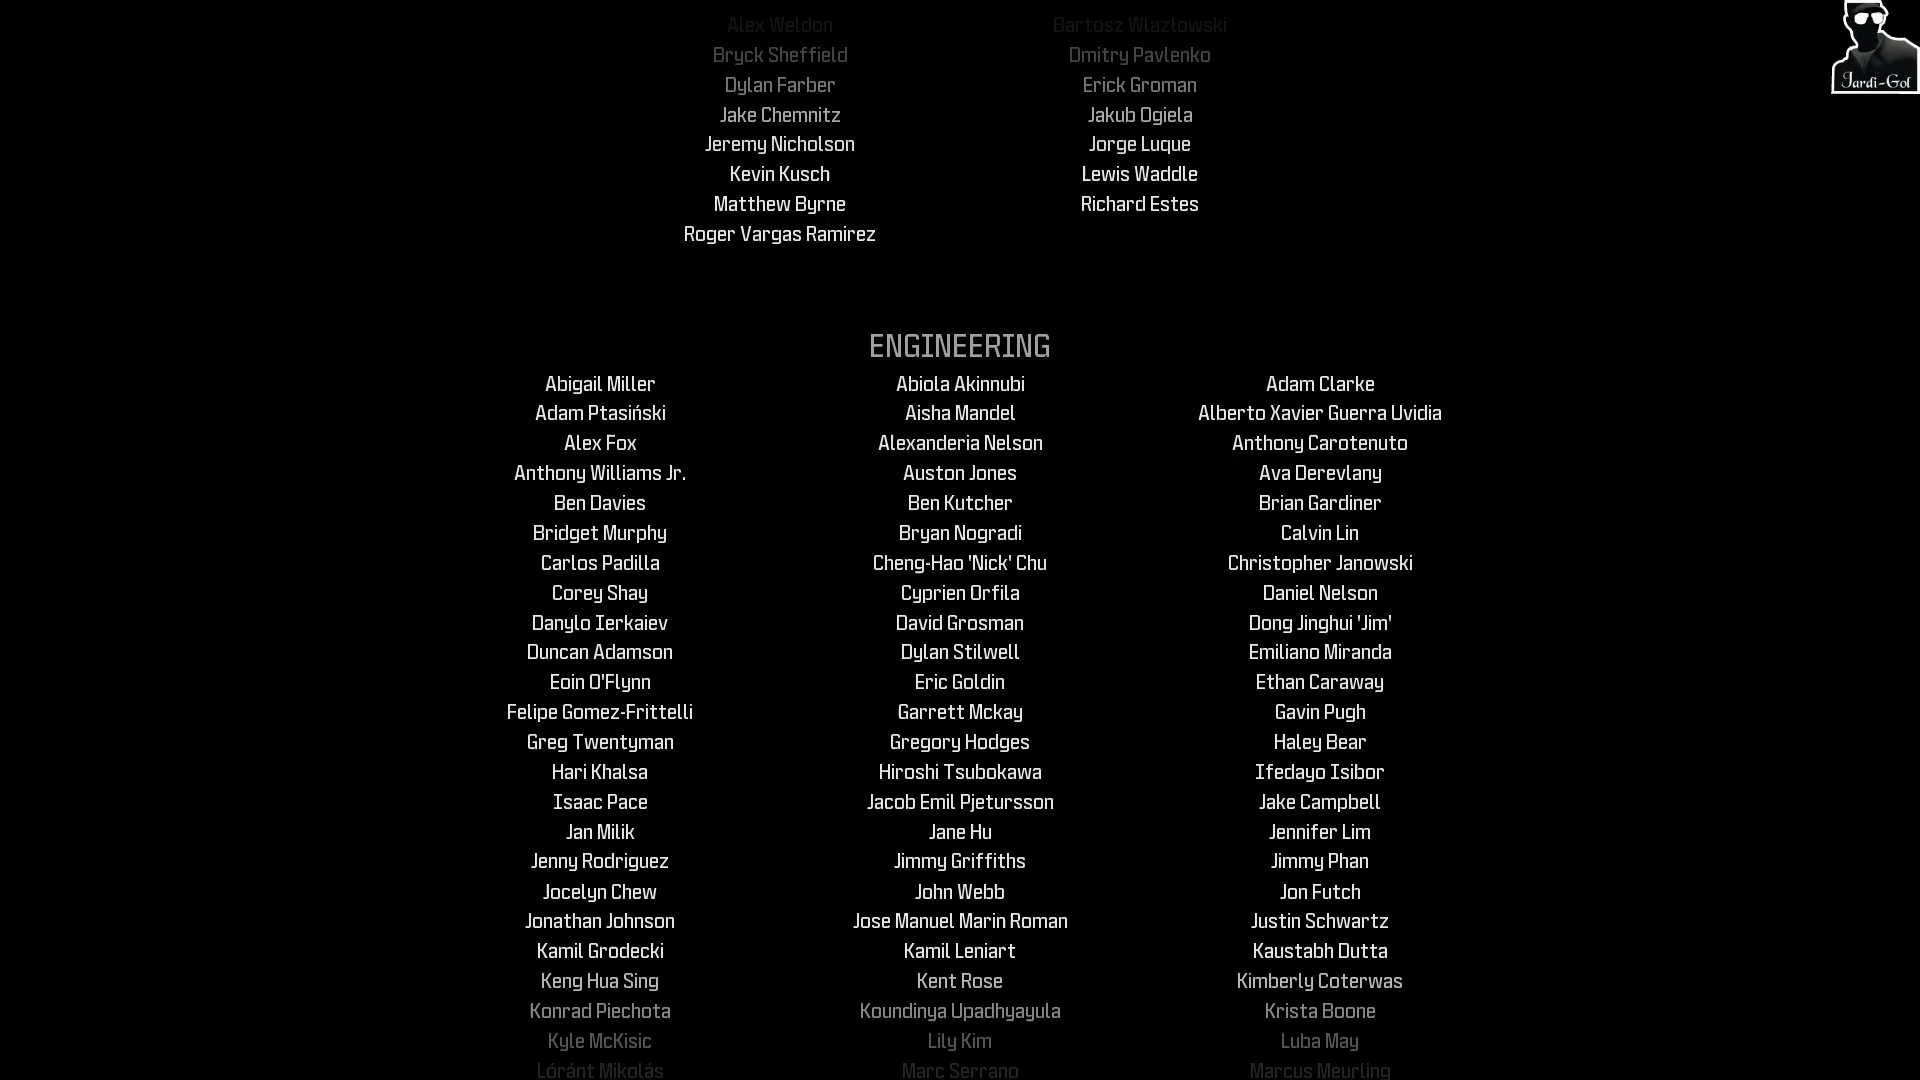 Alex Weldon Bartosz Wlazłowski
Bryck Sheffield Dmitry Pavlenko
Dylan Farber Erick Groman
Jake Chemnitz Jakub Ogiela
Jeremy Nicholson Jorge Luque
Kevin Kusch Lewis Waddle
Matthew Byrne Richard Estes
Roger Vargas Ramirez
Jardi-Gol
ENGINEERING
Abigail Miller Abiola Akinnubi Adam Clarke
Adam Ptasiński Aisha Mandel Alberto Xavier Guerra Uvidia
Alex Fox Alexanderia Nelson Anthony Carotenuto
Anthony Williams Jr. Auston Jones Ava Derevlany
Ben Davies Ben Kutcher Brian Gardiner
Bridget Murphy Bryan Nogradi Calvin Lin
Carlos Padilla Cheng-Hao 'Nick' Chu Christopher Janowski
Corey Shay Cyprien Orfila Daniel Nelson
Danylo Ierkaiev David Grosman Dong Jinghui 'Jim'
Duncan Adamson Dylan Stilwell Emiliano Miranda
Eoin O'Flynn Eric Goldin Ethan Caraway
Felipe Gomez-Frittelli Garrett Mckay Gavin Pugh
Greg Twentyman Gregory Hodges Haley Bear
Hari Khalsa Hiroshi Tsubokawa Ifedayo Isibor
Isaac Pace Jacob Emil Pjetursson Jake Campbell
Jan Milik Jane Hu Jennifer Lim
Jenny Rodriguez Jimmy Griffiths Jimmy Phan
Jocelyn Chew John Webb Jon Futch
Jonathan Johnson Jose Manuel Marin Roman Justin Schwartz
Kamil Grodecki Kamil Leniart Kaustabh Dutta
Keng Hua Sing Kent Rose Kimberly Coterwas
Konrad Piechota Koundinya Upadhyayula Krista Boone
Kyle McKisic Lily Kim Luba May
Lóránt Mikolás Marc Serrano Marcus Meurling